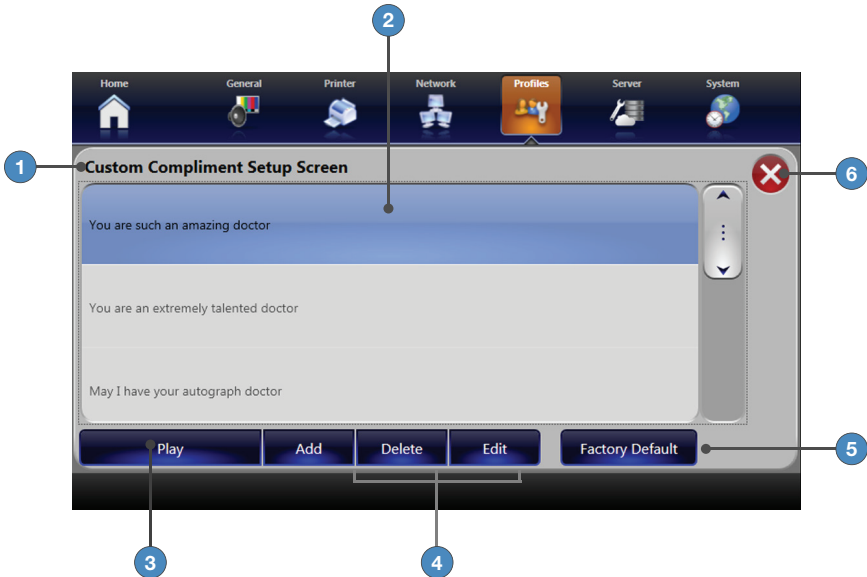 2
Home General Printer Network Profiles Server System
1 Custom Compliment Setup Screen 6
You are such an amazing doctor
You are an extremely talented doctor
May I have your autograph doctor
Play Add Delete Edit Factory Default 5
3 4